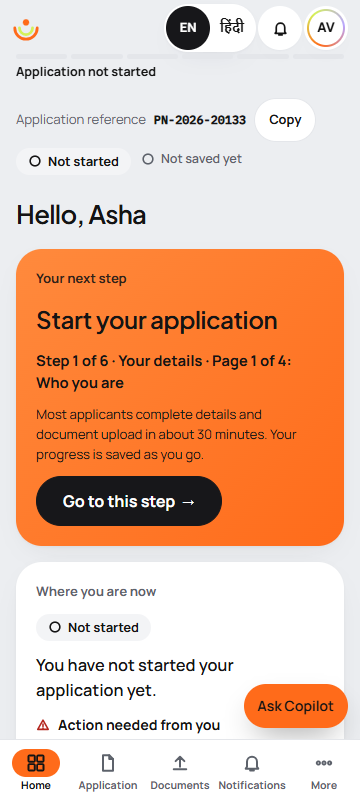 EN
हिंदी
AV
Application not started
Application reference PN-2026-20133 Copy
Not started
Not saved yet
Hello, Asha
Your next step
Start your application
Step 1 of 6 · Your details · Page 1 of 4:
Who you are
Most applicants complete details and
document upload in about 30 minutes. Your
progress is saved as you go.
Go to this step →
Where you are now
Not started
You have not started your
application yet.
Ask Copilot
Action needed from you
Home
Application
Documents
Notifications
More